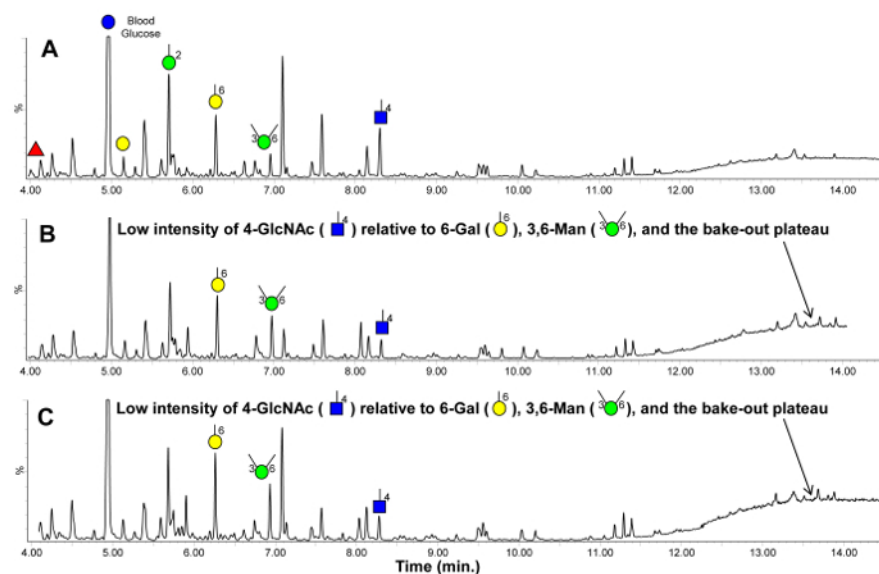 A
Blood
Glucose
2
6
3 6
4
%
4.00 5.00 6.00 7.00 8.00 9.00 10.00 11.00 12.00 13.00 14.00
B
Low intensity of 4-GlcNAc ( 4 ) relative to 6-Gal ( 6 ), 3,6-Man ( 3 6 ), and the bake-out plateau
6
3 6
4
%
4.00 5.00 6.00 7.00 8.00 9.00 10.00 11.00 12.00 13.00 14.00
C
Low intensity of 4-GlcNAc ( 4 ) relative to 6-Gal ( 6 ), 3,6-Man ( 3 6 ), and the bake-out plateau
6
3 6
4
%
4.00 5.00 6.00 7.00 8.00 9.00 10.00 11.00 12.00 13.00 14.00
Time (min.)